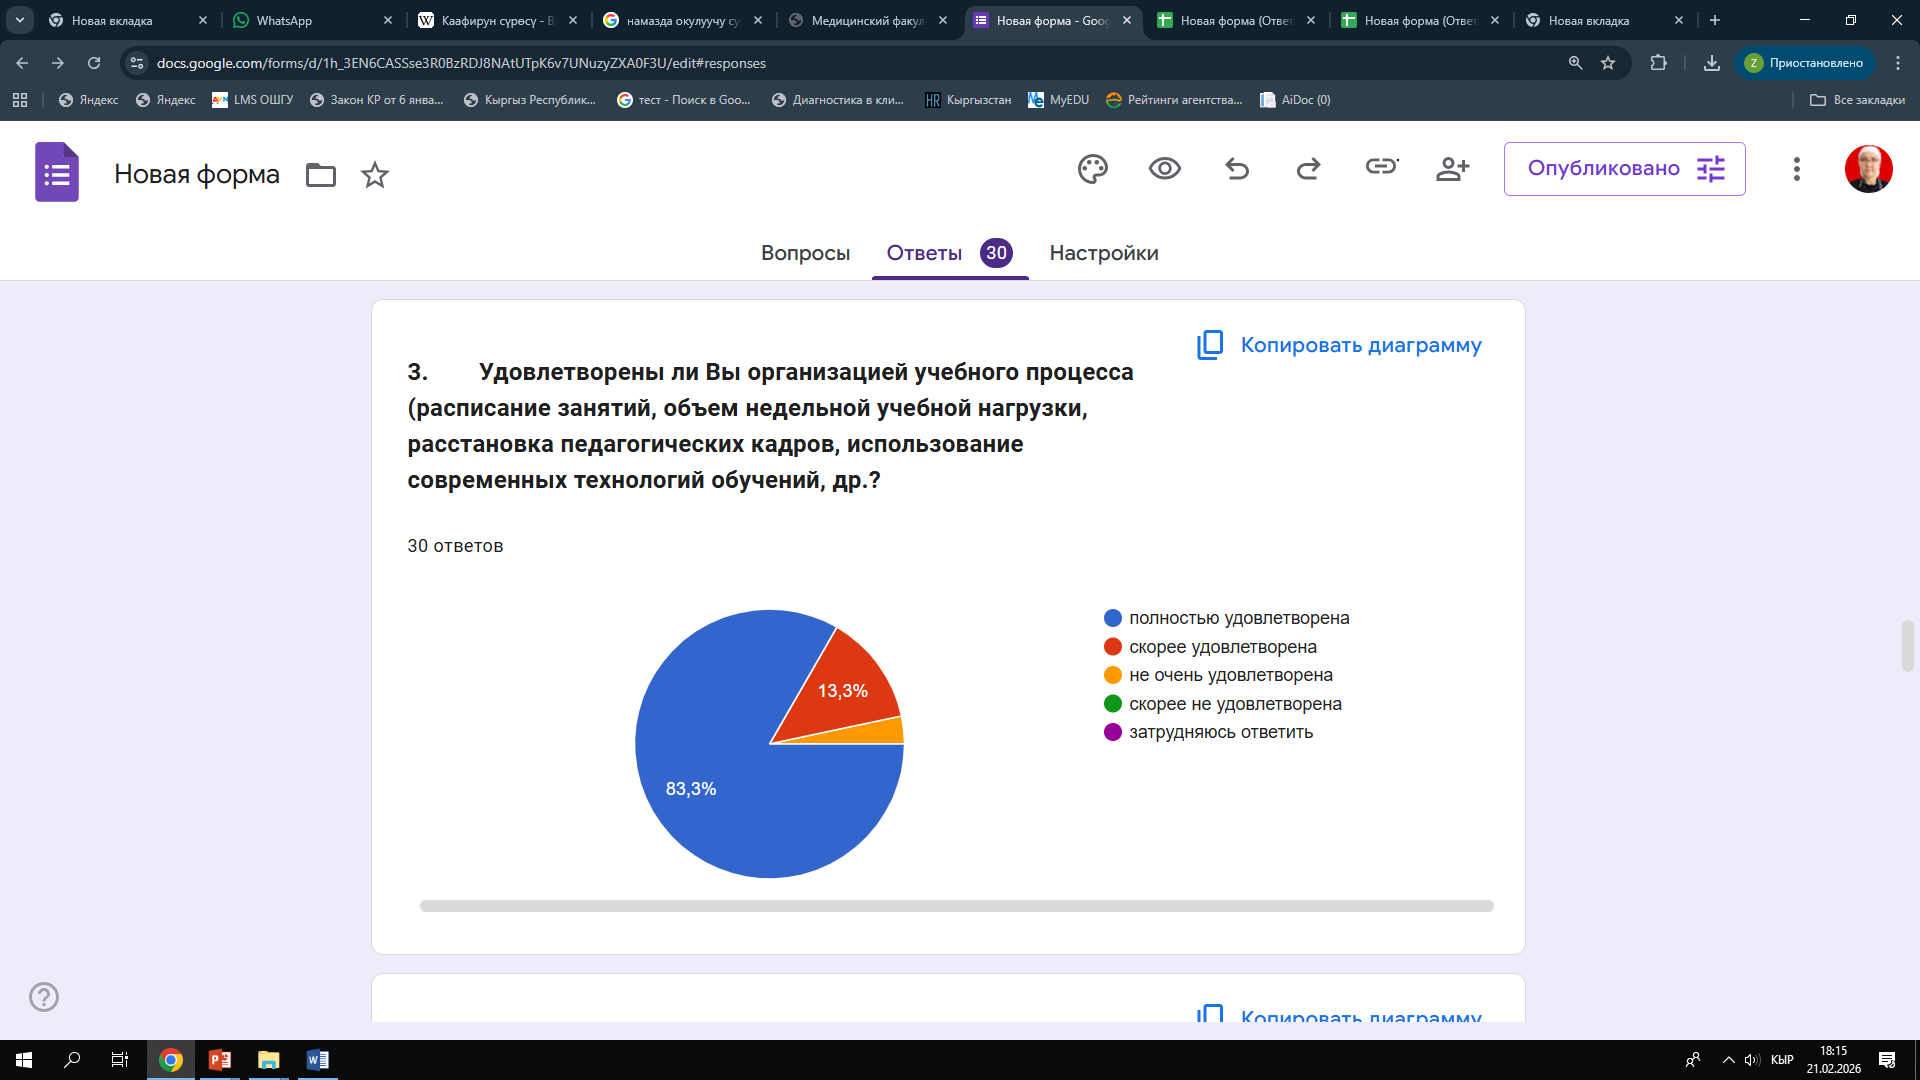 Новая вкладка
WhatsApp
Каафирун сүрөсү - В
намазда окулуучу су
Медицинский факул
Новая форма - Goog
Новая форма (Ответ
Новая форма (Ответ
Новая вкладка
docs.google.com/forms/d/1h_3EN6CASSse3R0BzRDJ8NAtUTpK6v7UNuzyZXA0F3U/edit#responses
Z Приостановлено
Яндекс
Яндекс
LMS ОШГУ
Закон КР от 6 янва...
Кыргыз Республик...
тест - Поиск в Goo...
Диагностика в кли...
HR Кыргызстан
MyEDU
Рейтинги агентства...
AiDoc (0)
Все закладки
Новая форма
Опубликовано
Вопросы
Ответы 30
Настройки
Копировать диаграмму
3. Удовлетворены ли Вы организацией учебного процесса
(расписание занятий, объем недельной учебной нагрузки,
расстановка педагогических кадров, использование
современных технологий обучений, др.?
30 ответов
13,3%
83,3%
полностью удовлетворена
скорее удовлетворена
не очень удовлетворена
скорее не удовлетворена
затрудняюсь ответить
Копировать диаграмму
КЫР
18:15
21.02.2026